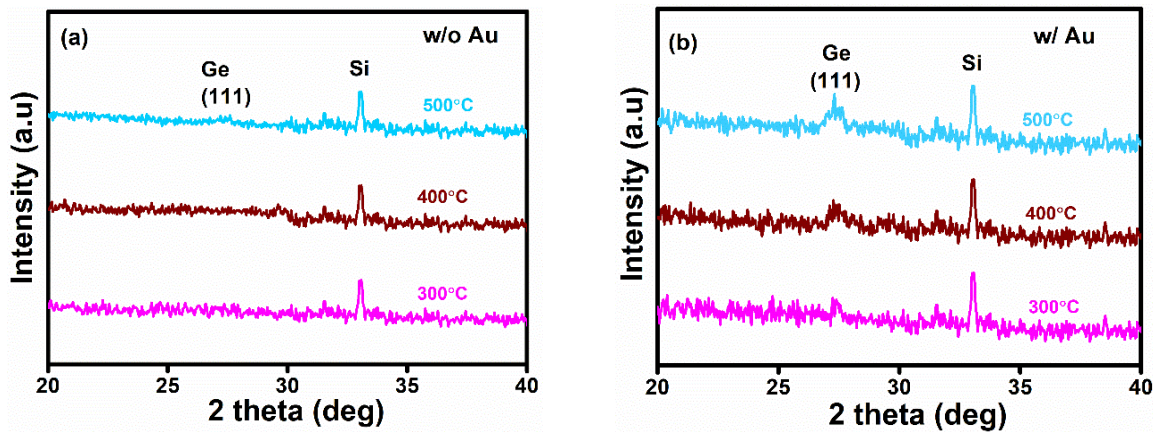 (a)
w/o Au
Ge
(111)
Si
500°C
400°C
300°C
Intensity (a.u)
20
25
30
35
40
2 theta (deg)
(b)
w/ Au
Ge
(111)
Si
500°C
400°C
300°C
Intensity (a.u)
20
25
30
35
40
2 theta (deg)